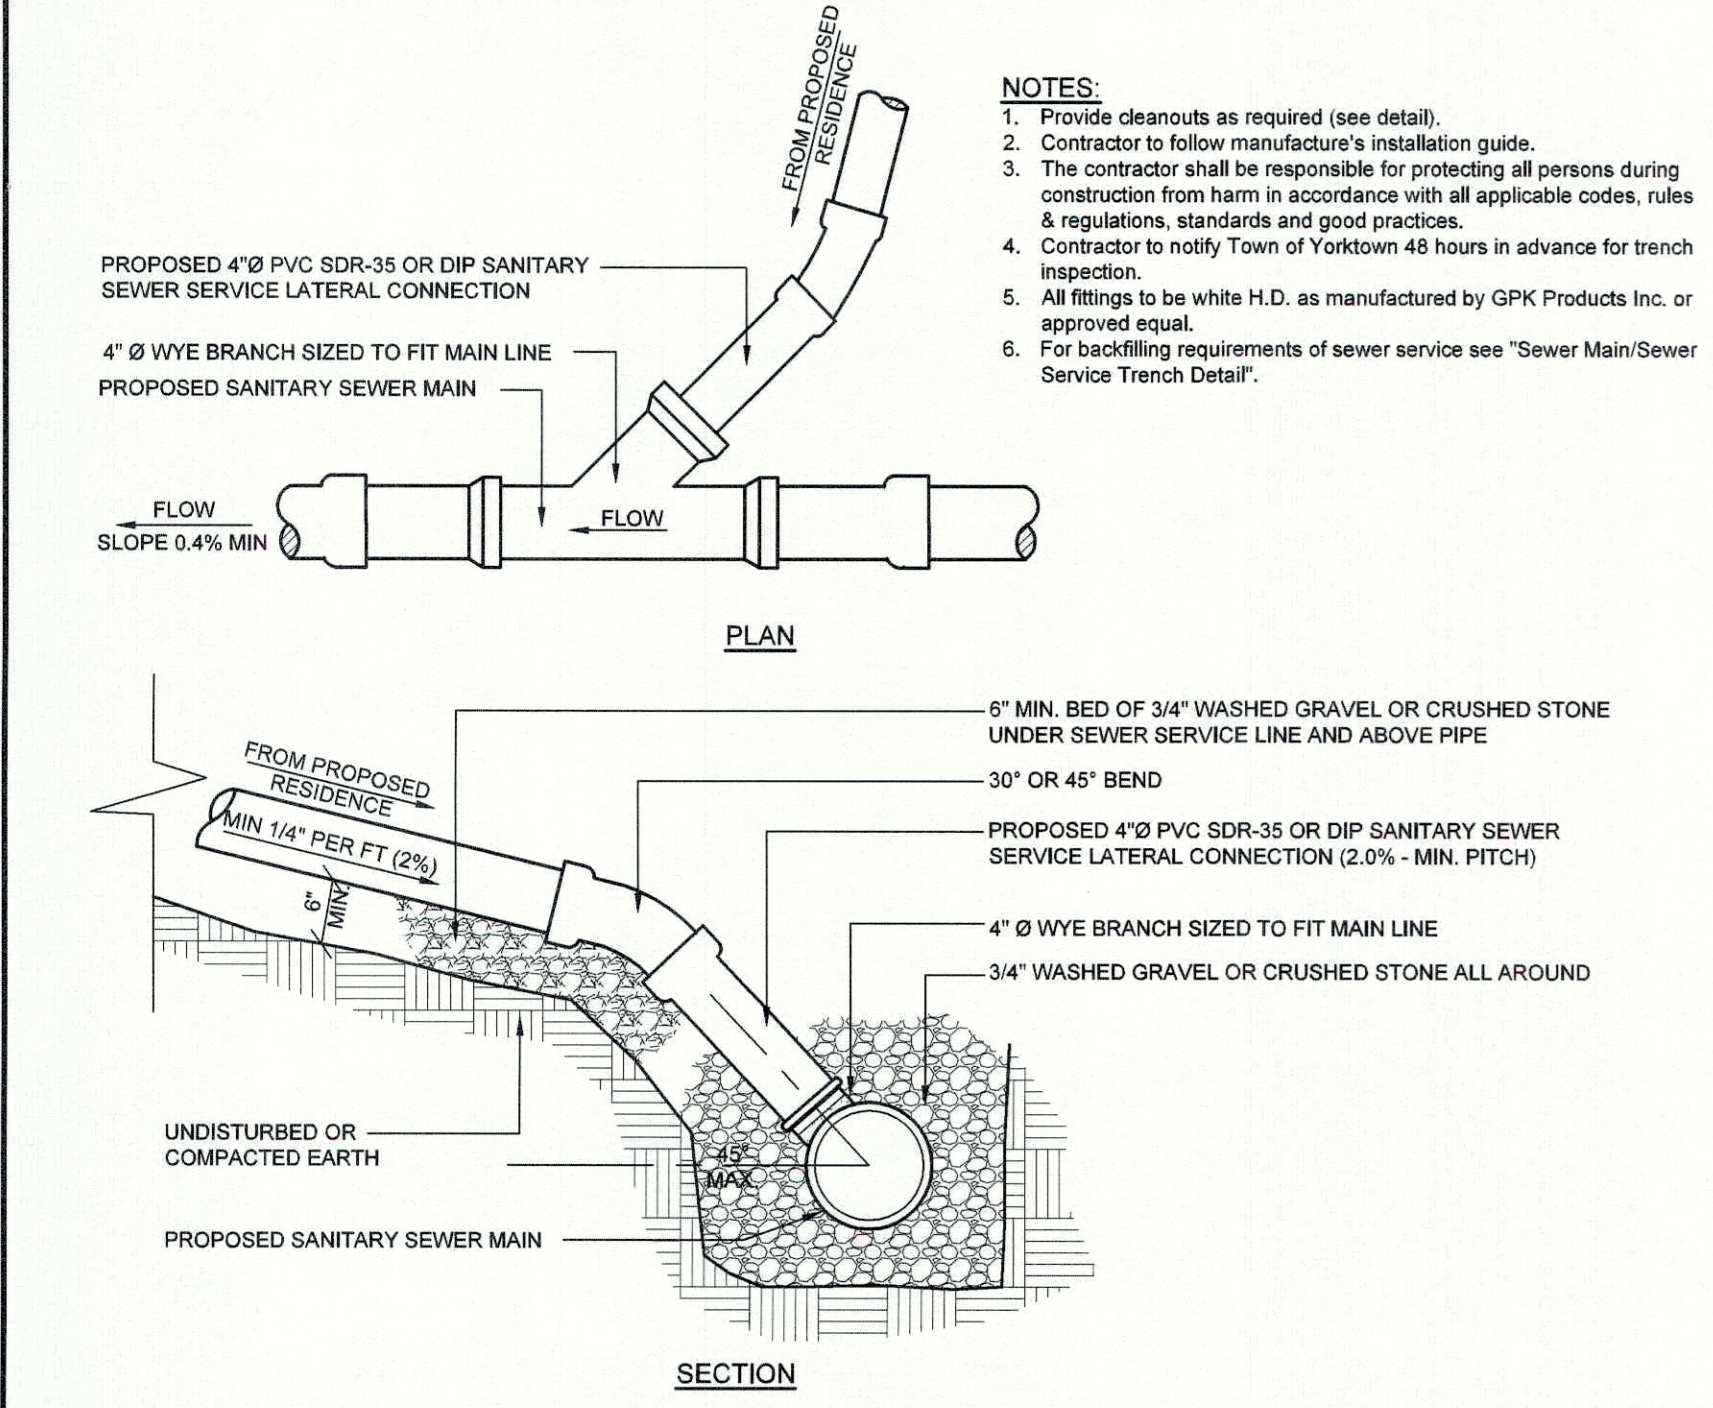 FROM PROPOSED
RESIDENCE
NOTES:
1. Provide cleanouts as required (see detail).
2. Contractor to follow manufacture's installation guide.
3. The contractor shall be responsible for protecting all persons during
construction from harm in accordance with all applicable codes, rules
& regulations, standards and good practices.
4. Contractor to notify Town of Yorktown 48 hours in advance for trench
inspection.
5. All fittings to be white H.D. as manufactured by GPK Products Inc. or
approved equal.
6. For backfilling requirements of sewer service see "Sewer Main/Sewer
Service Trench Detail".
PROPOSED 4"Ø PVC SDR-35 OR DIP SANITARY
SEWER SERVICE LATERAL CONNECTION
4" Ø WYE BRANCH SIZED TO FIT MAIN LINE
PROPOSED SANITARY SEWER MAIN
FLOW
SLOPE 0.4% MIN
FLOW
PLAN
6" MIN. BED OF 3/4" WASHED GRAVEL OR CRUSHED STONE
UNDER SEWER SERVICE LINE AND ABOVE PIPE
FROM PROPOSED
RESIDENCE
30° OR 45° BEND
MIN 1/4" PER FT (2%)
PROPOSED 4"Ø PVC SDR-35 OR DIP SANITARY SEWER
SERVICE LATERAL CONNECTION (2.0% - MIN. PITCH)
6"
MIN.
4" Ø WYE BRANCH SIZED TO FIT MAIN LINE
3/4" WASHED GRAVEL OR CRUSHED STONE ALL AROUND
UNDISTURBED OR
COMPACTED EARTH
45°
MAX.
PROPOSED SANITARY SEWER MAIN
SECTION